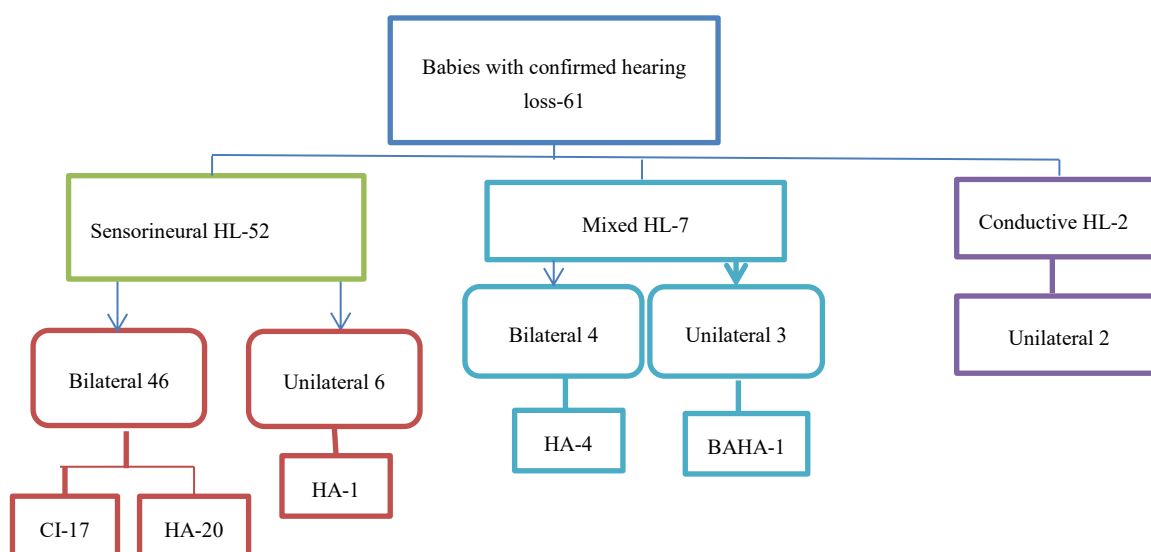 Babies with confirmed hearing
loss-61
Sensorineural HL-52
Mixed HL-7
Conductive HL-2
Bilateral 46
Unilateral 6
Bilateral 4
Unilateral 3
Unilateral 2
CI-17
HA-20
HA-1
HA-4
BAHA-1